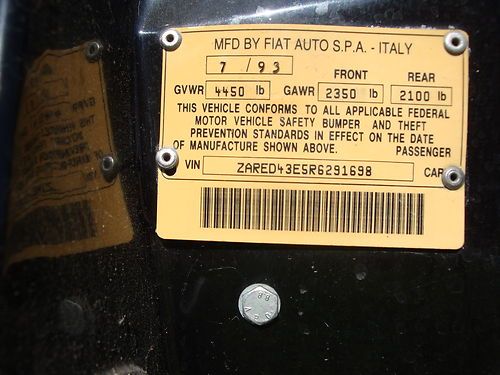 MFD BY FIAT AUTO S.P.A. - ITALY
7 / 93 FRONT REAR
GVWR 4450 lb GAWR 2350 lb 2100 lb
THIS VEHICLE CONFORMS TO ALL APPLICABLE FEDERAL
MOTOR VEHICLE SAFETY BUMPER AND THEFT
PREVENTION STANDARDS IN EFFECT ON THE DATE
OF MANUFACTURE SHOWN ABOVE. PASSENGER
VIN ZARED43E5R6291698 CAR
8.8